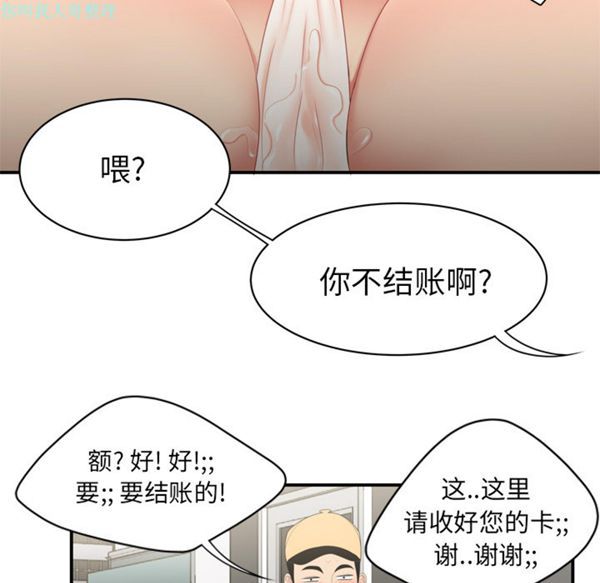 喂?
你不结账啊?
额? 好! 好!;;
要;; 要结账的!
这..这里
请收好您的卡;;
谢..谢谢;;